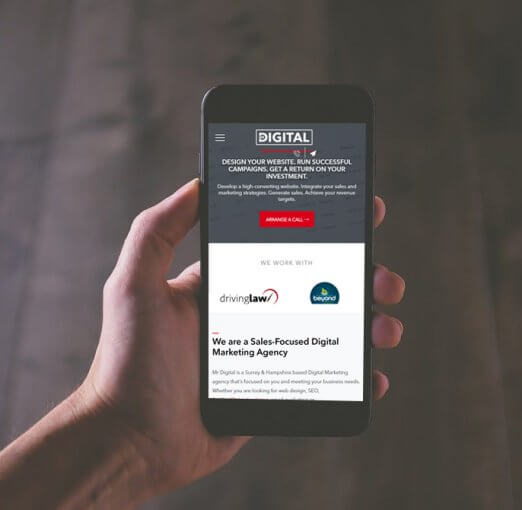 DIGITAL
DESIGN YOUR WEBSITE. RUN SUCCESSFUL
CAMPAIGNS. GET A RETURN ON YOUR
INVESTMENT.
Develop a high-converting website. Integrate your sales and
marketing strategies. Generate sales. Achieve your revenue
targets.
ARRANGE A CALL →
WE WORK WITH
drivinglaw
beyond
We are a Sales-Focused Digital
Marketing Agency
Mr Digital is a Surrey & Hampshire based Digital Marketing
agency that's focused on you and meeting your business needs.
Whether you are looking for web design, SEO,